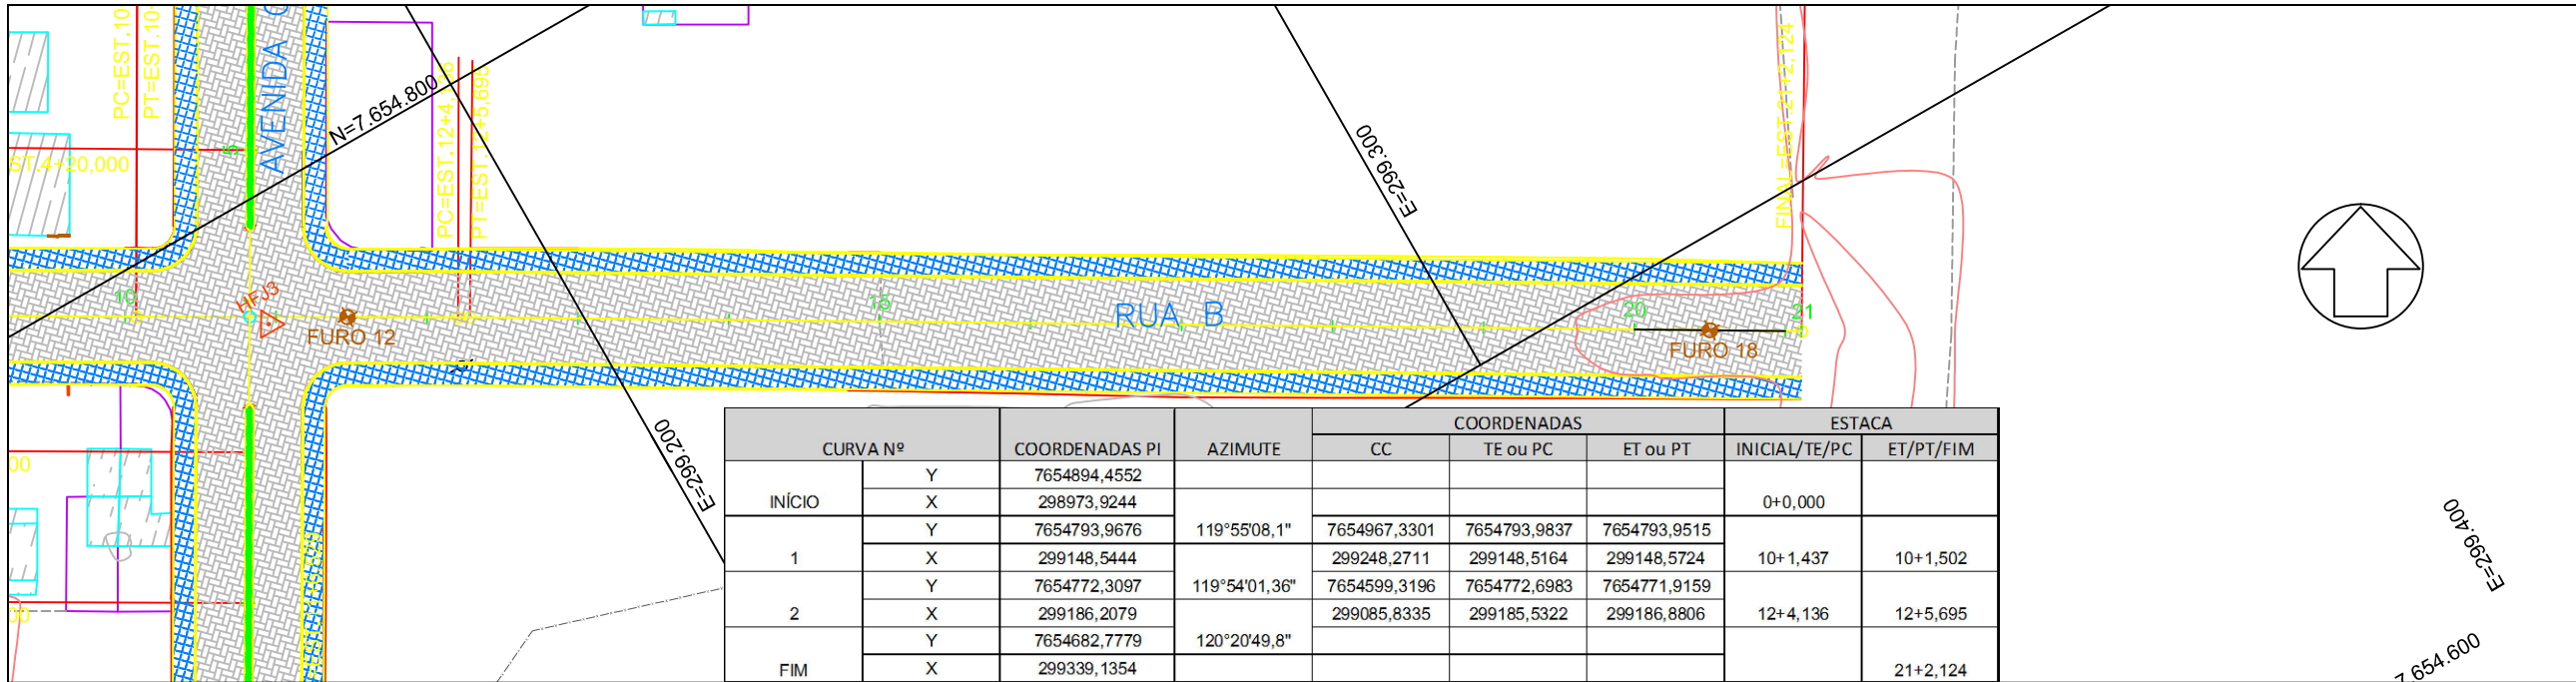 PC=EST.10
PT=EST.10
AVENIDA
N=7.654.800
PC=EST.12+4,136
PT=EST.12+5,695
E=299.300
FINAL=EST.21+2,124
5
ST.4+20,000
10
HFJ3
FURO 12
15
RUA B
20
21
FURO 18
E=299.200
E=299.400
7.654.600
00
00
CURVA Nº COORDENADAS PI AZIMUTE COORDENADAS ESTACA
CC TE ou PC ET ou PT INICIAL/TE/PC ET/PT/FIM
INÍCIO Y 7654894,4552
X 298973,9244 0+0,000
119°55'08,1"
1 Y 7654793,9676 7654967,3301 7654793,9837 7654793,9515
X 299148,5444 299248,2711 299148,5164 299148,5724 10+1,437 10+1,502
119°54'01,36"
2 Y 7654772,3097 7654599,3196 7654772,6983 7654771,9159
X 299186,2079 299085,8335 299185,5322 299186,8806 12+4,136 12+5,695
120°20'49,8"
FIM Y 7654682,7779
X 299339,1354 21+2,124